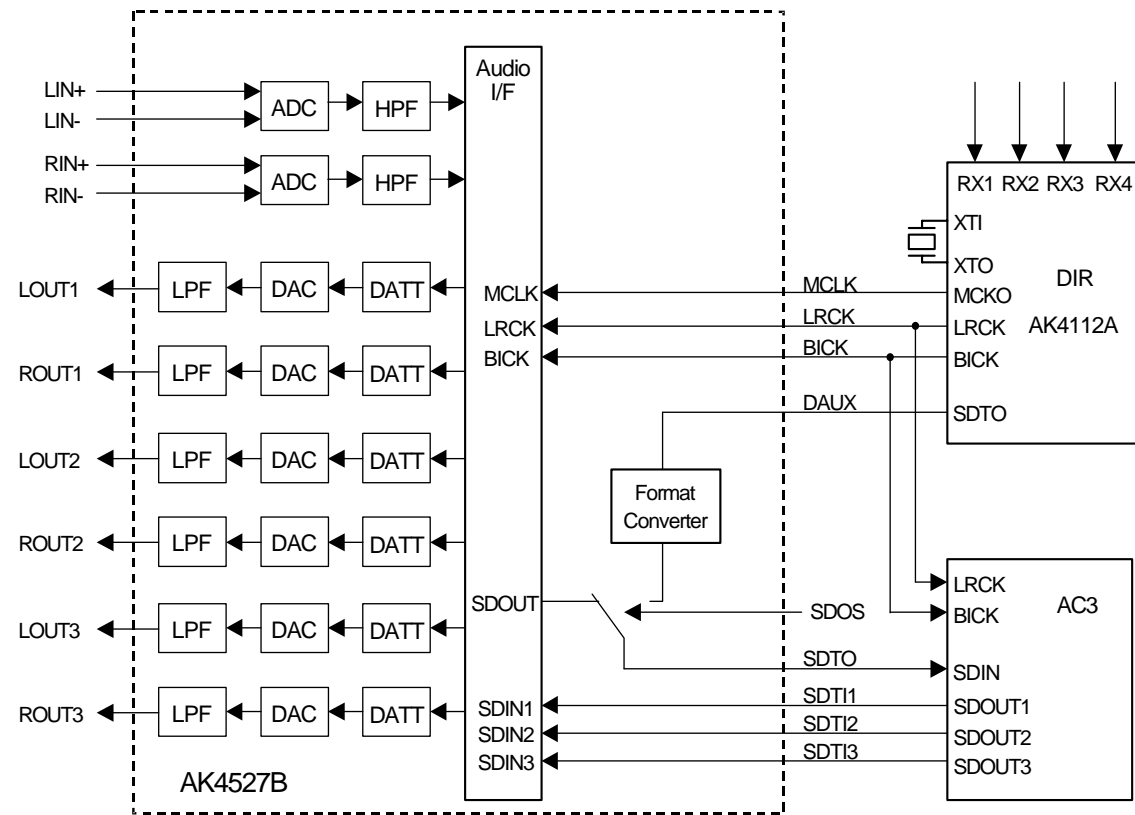 LIN+
LIN-
RIN+
RIN-
ADC
HPF
ADC
HPF
Audio
I/F
RX1 RX2 RX3 RX4
XTI
XTO
DIR
AK4112A
MCKO
LRCK
BICK
SDTO
MCLK
LRCK
BICK
DAUX
MCLK
LRCK
BICK
LOUT1
LPF
DAC
DATT
ROUT1
LPF
DAC
DATT
LOUT2
LPF
DAC
DATT
ROUT2
LPF
DAC
DATT
LOUT3
LPF
DAC
DATT
ROUT3
LPF
DAC
DATT
Format
Converter
SDOUT
SDOS
SDTO
SDTI1
SDTI2
SDTI3
SDIN1
SDIN2
SDIN3
LRCK
BICK
AC3
SDIN
SDOUT1
SDOUT2
SDOUT3
AK4527B